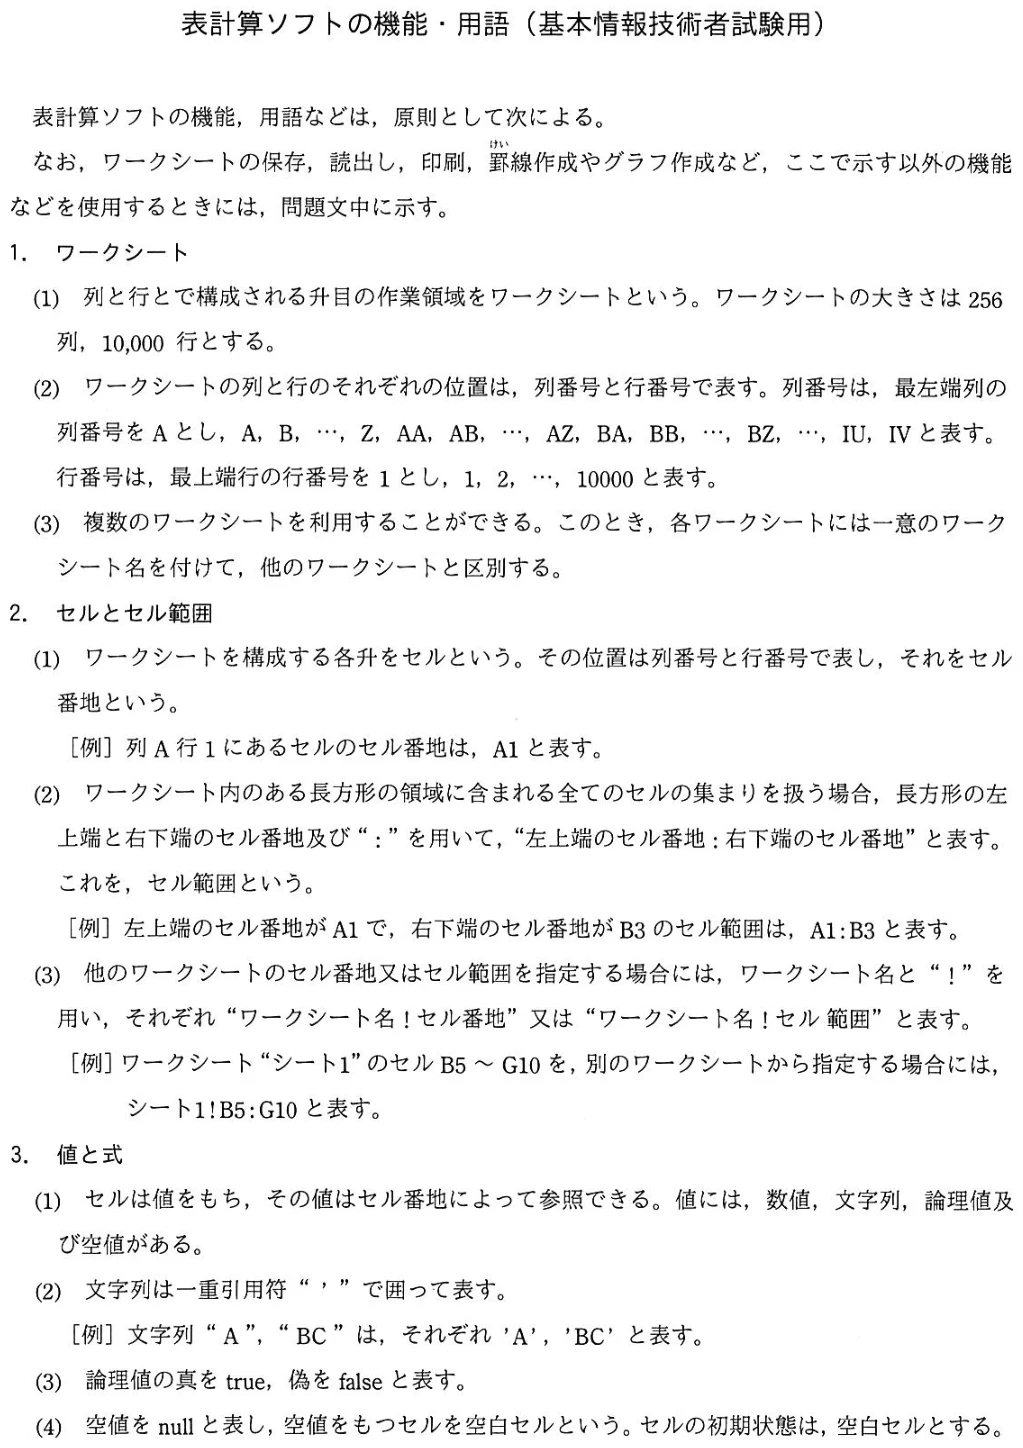 表計算ソフトの機能・用語（基本情報技術者試験用）
表計算ソフトの機能，用語などは，原則として次による。
なお，ワークシートの保存，読出し，印刷，罫線作成やグラフ作成など，ここで示す以外の機能
けい
などを使用するときには，問題文中に示す。
1． ワークシート
(1) 列と行とで構成される升目の作業領域をワークシートという。ワークシートの大きさは 256
列，10,000 行とする。
(2) ワークシートの列と行のそれぞれの位置は，列番号と行番号で表す。列番号は，最左端列の
列番号を A とし，A，B，…，Z，AA，AB，…，AZ，BA，BB，…，BZ，…，IU，IV と表す。
行番号は，最上端行の行番号を 1 とし，1，2，…，10000 と表す。
(3) 複数のワークシートを利用することができる。このとき，各ワークシートには一意のワーク
シート名を付けて，他のワークシートと区別する。
2． セルとセル範囲
(1) ワークシートを構成する各升をセルという。その位置は列番号と行番号で表し，それをセル
番地という。
［例］列 A 行 1 にあるセルのセル番地は，A1 と表す。
(2) ワークシート内のある長方形の領域に含まれる全てのセルの集まりを扱う場合，長方形の左
上端と右下端のセル番地及び“：”を用いて，“左上端のセル番地：右下端のセル番地”と表す。
これを，セル範囲という。
［例］左上端のセル番地が A1 で，右下端のセル番地が B3 のセル範囲は，A1:B3 と表す。
(3) 他のワークシートのセル番地又はセル範囲を指定する場合には，ワークシート名と“！”を
用い，それぞれ“ワークシート名！セル番地”又は“ワークシート名！セル 範囲”と表す。
［例］ワークシート“シート1”のセル B5 ～ G10 を，別のワークシートから指定する場合には，
シート1!B5:G10 と表す。
3． 値と式
(1) セルは値をもち，その値はセル番地によって参照できる。値には，数値，文字列，論理値及
び空値がある。
(2) 文字列は一重引用符“ ’ ”で囲って表す。
［例］文字列“ A ”，“ BC ”は，それぞれ ’A’，’BC’ と表す。
(3) 論理値の真を true，偽を false と表す。
(4) 空値を null と表し，空値をもつセルを空白セルという。セルの初期状態は，空白セルとする。